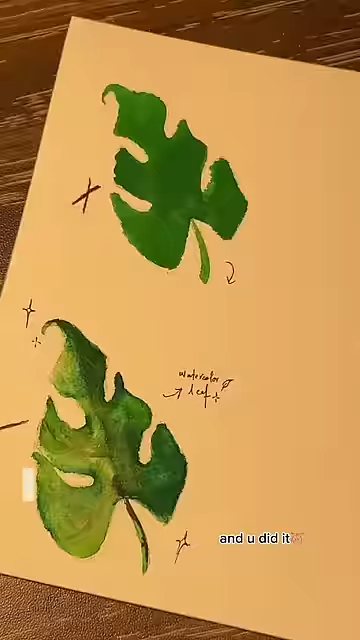 watercolor
leaf
and u did it💯